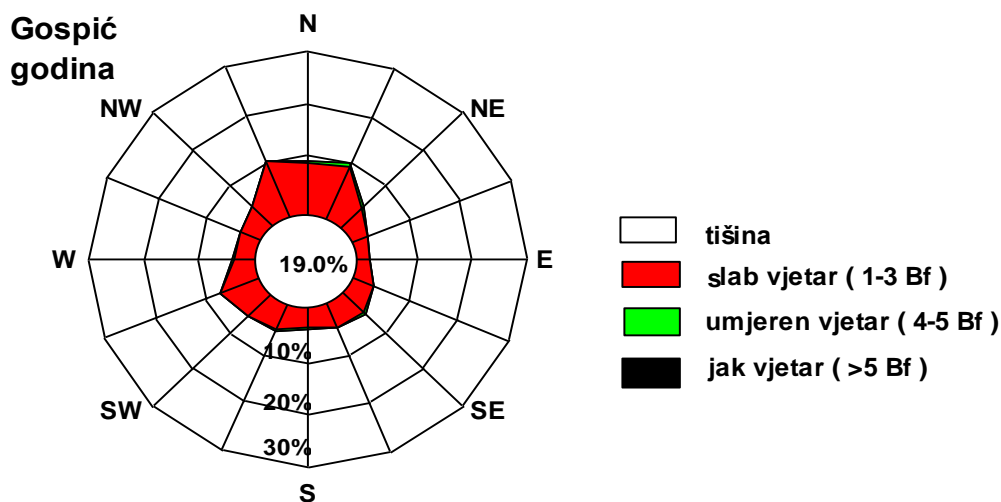 Gospić
godina
N
NW
NE
W
19.0%
E
tišina
slab vjetar ( 1-3 Bf )
umjeren vjetar ( 4-5 Bf )
jak vjetar ( >5 Bf )
10%
20%
30%
SW
SE
S